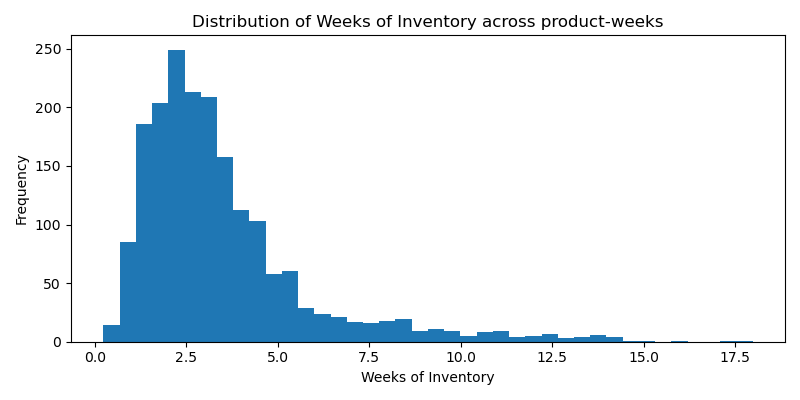 Distribution of Weeks of Inventory across product-weeks
250
200
150
100
50
0
Frequency
0.0 2.5 5.0 7.5 10.0 12.5 15.0 17.5
Weeks of Inventory